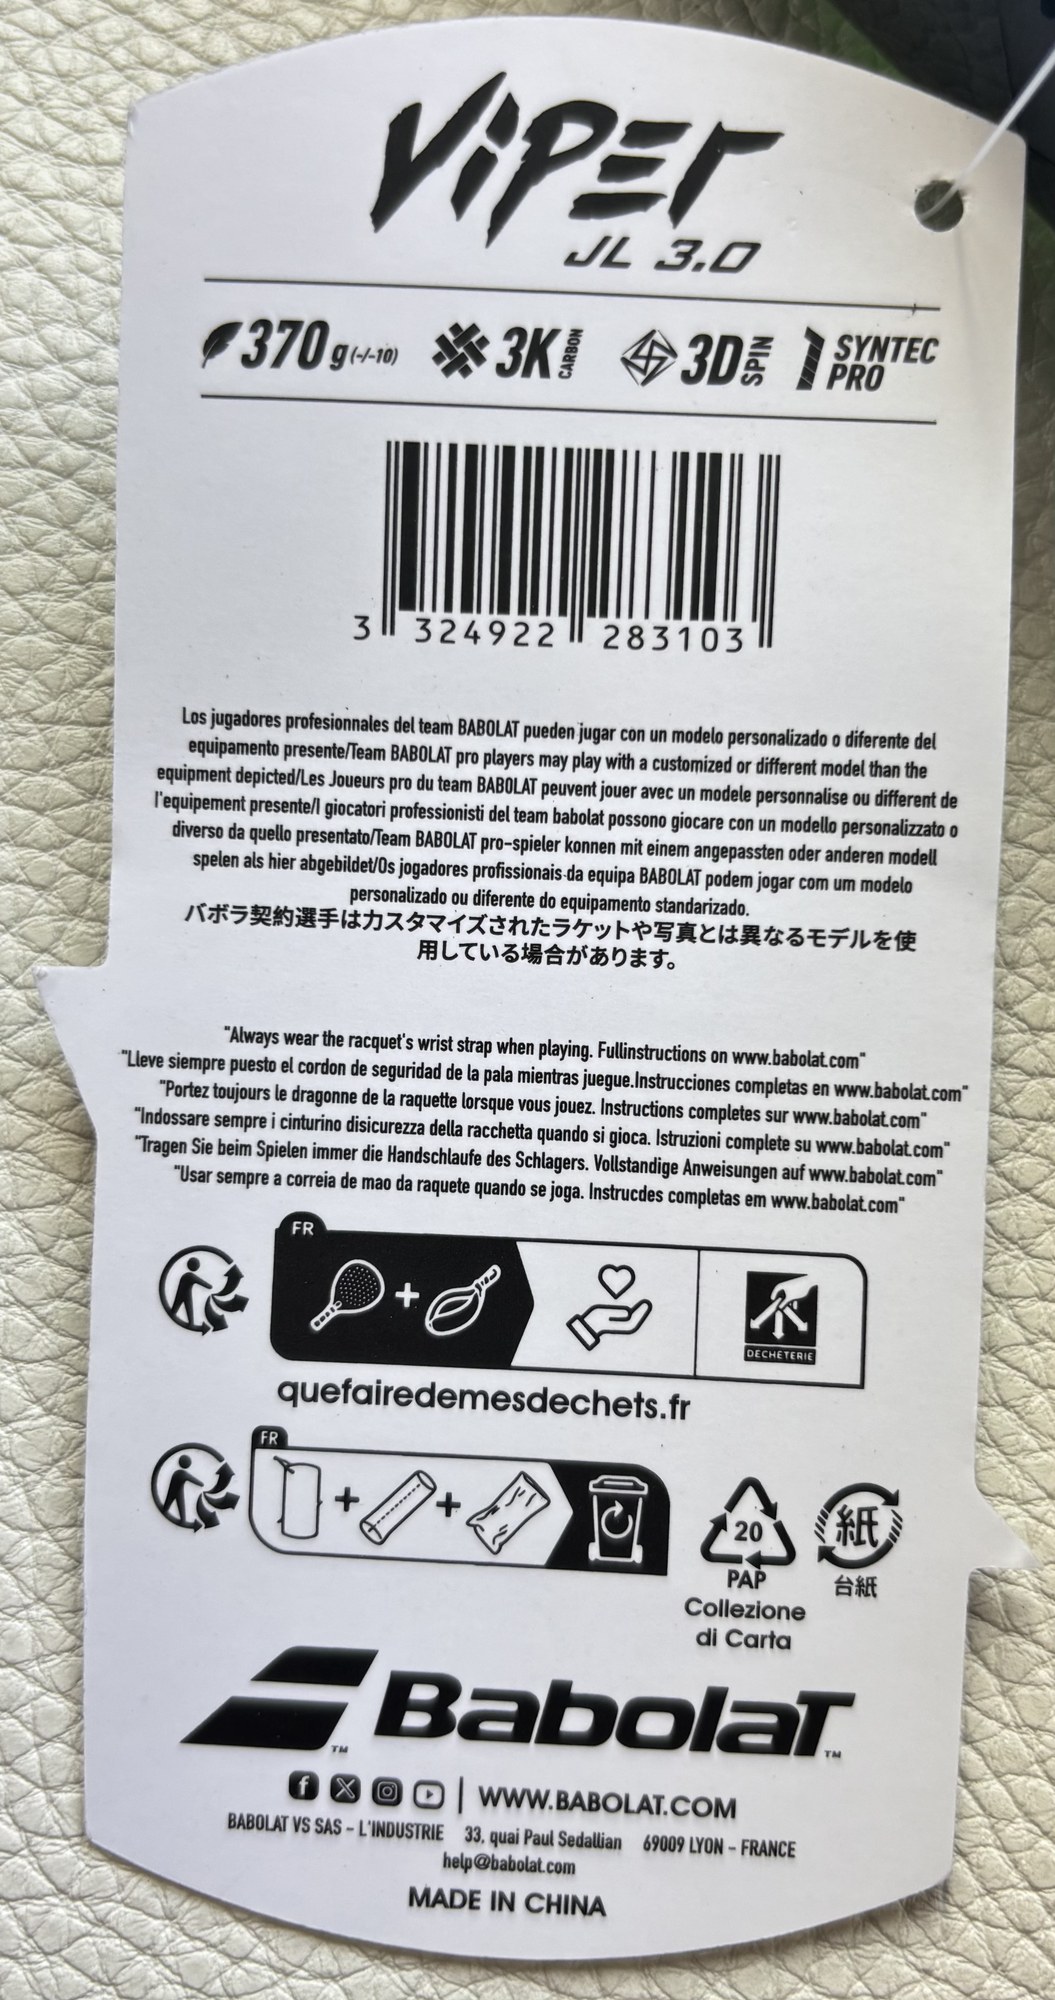 VIPEr
JL 3.0
370 g(-/-10) 3K CARBON 3D SPIN SYNTEC PRO
3 324922 283103
Los jugadores profesionnales del team BABOLAT pueden jugar con un modelo personalizado o diferente del
equipamento presente/Team BABOLAT pro players may play with a customized or different model than the
equipment depicted/Les Joueurs pro du team BABOLAT peuvent jouer avec un modele personnalise ou different de
l'equipement presente/I giocatori professionisti del team babolat possono giocare con un modello personalizzato o
diverso da quello presentato/Team BABOLAT pro-spieler konnen mit einem angepassten oder anderen modell
spelen als hier abgebildet/Os jogadores profissionais da equipa BABOLAT podem jogar com um modelo
personalizado ou diferente do equipamento standarizado.
バボラ契約選手はカスタマイズされたラケットや写真とは異なるモデルを使
用している場合があります。
"Always wear the racquet's wrist strap when playing. Fullinstructions on www.babolat.com"
"Lleve siempre puesto el cordon de seguridad de la pala mientras juegue.Instrucciones completas en www.babolat.com"
"Portez toujours le dragonne de la raquette lorsque vous jouez. Instructions completes sur www.babolat.com"
"Indossare sempre i cinturino disicurezza della racchetta quando si gioca. Istruzioni complete su www.babolat.com"
"Tragen Sie beim Spielen immer die Handschlaufe des Schlagers. Vollstandige Anweisungen auf www.babolat.com"
"Usar sempre a correia de mao da raquete quando se joga. Instrucdes completas em www.babolat.com"
FR
DECHÈTERIE
quefairedemesdechets.fr
FR
20
PAP
Collezione
di Carta
紙
台紙
BabolaT™
™
WWW.BABOLAT.COM
BABOLAT VS SAS - L'INDUSTRIE 33, quai Paul Sedallian 69009 LYON - FRANCE
help@babolat.com
MADE IN CHINA